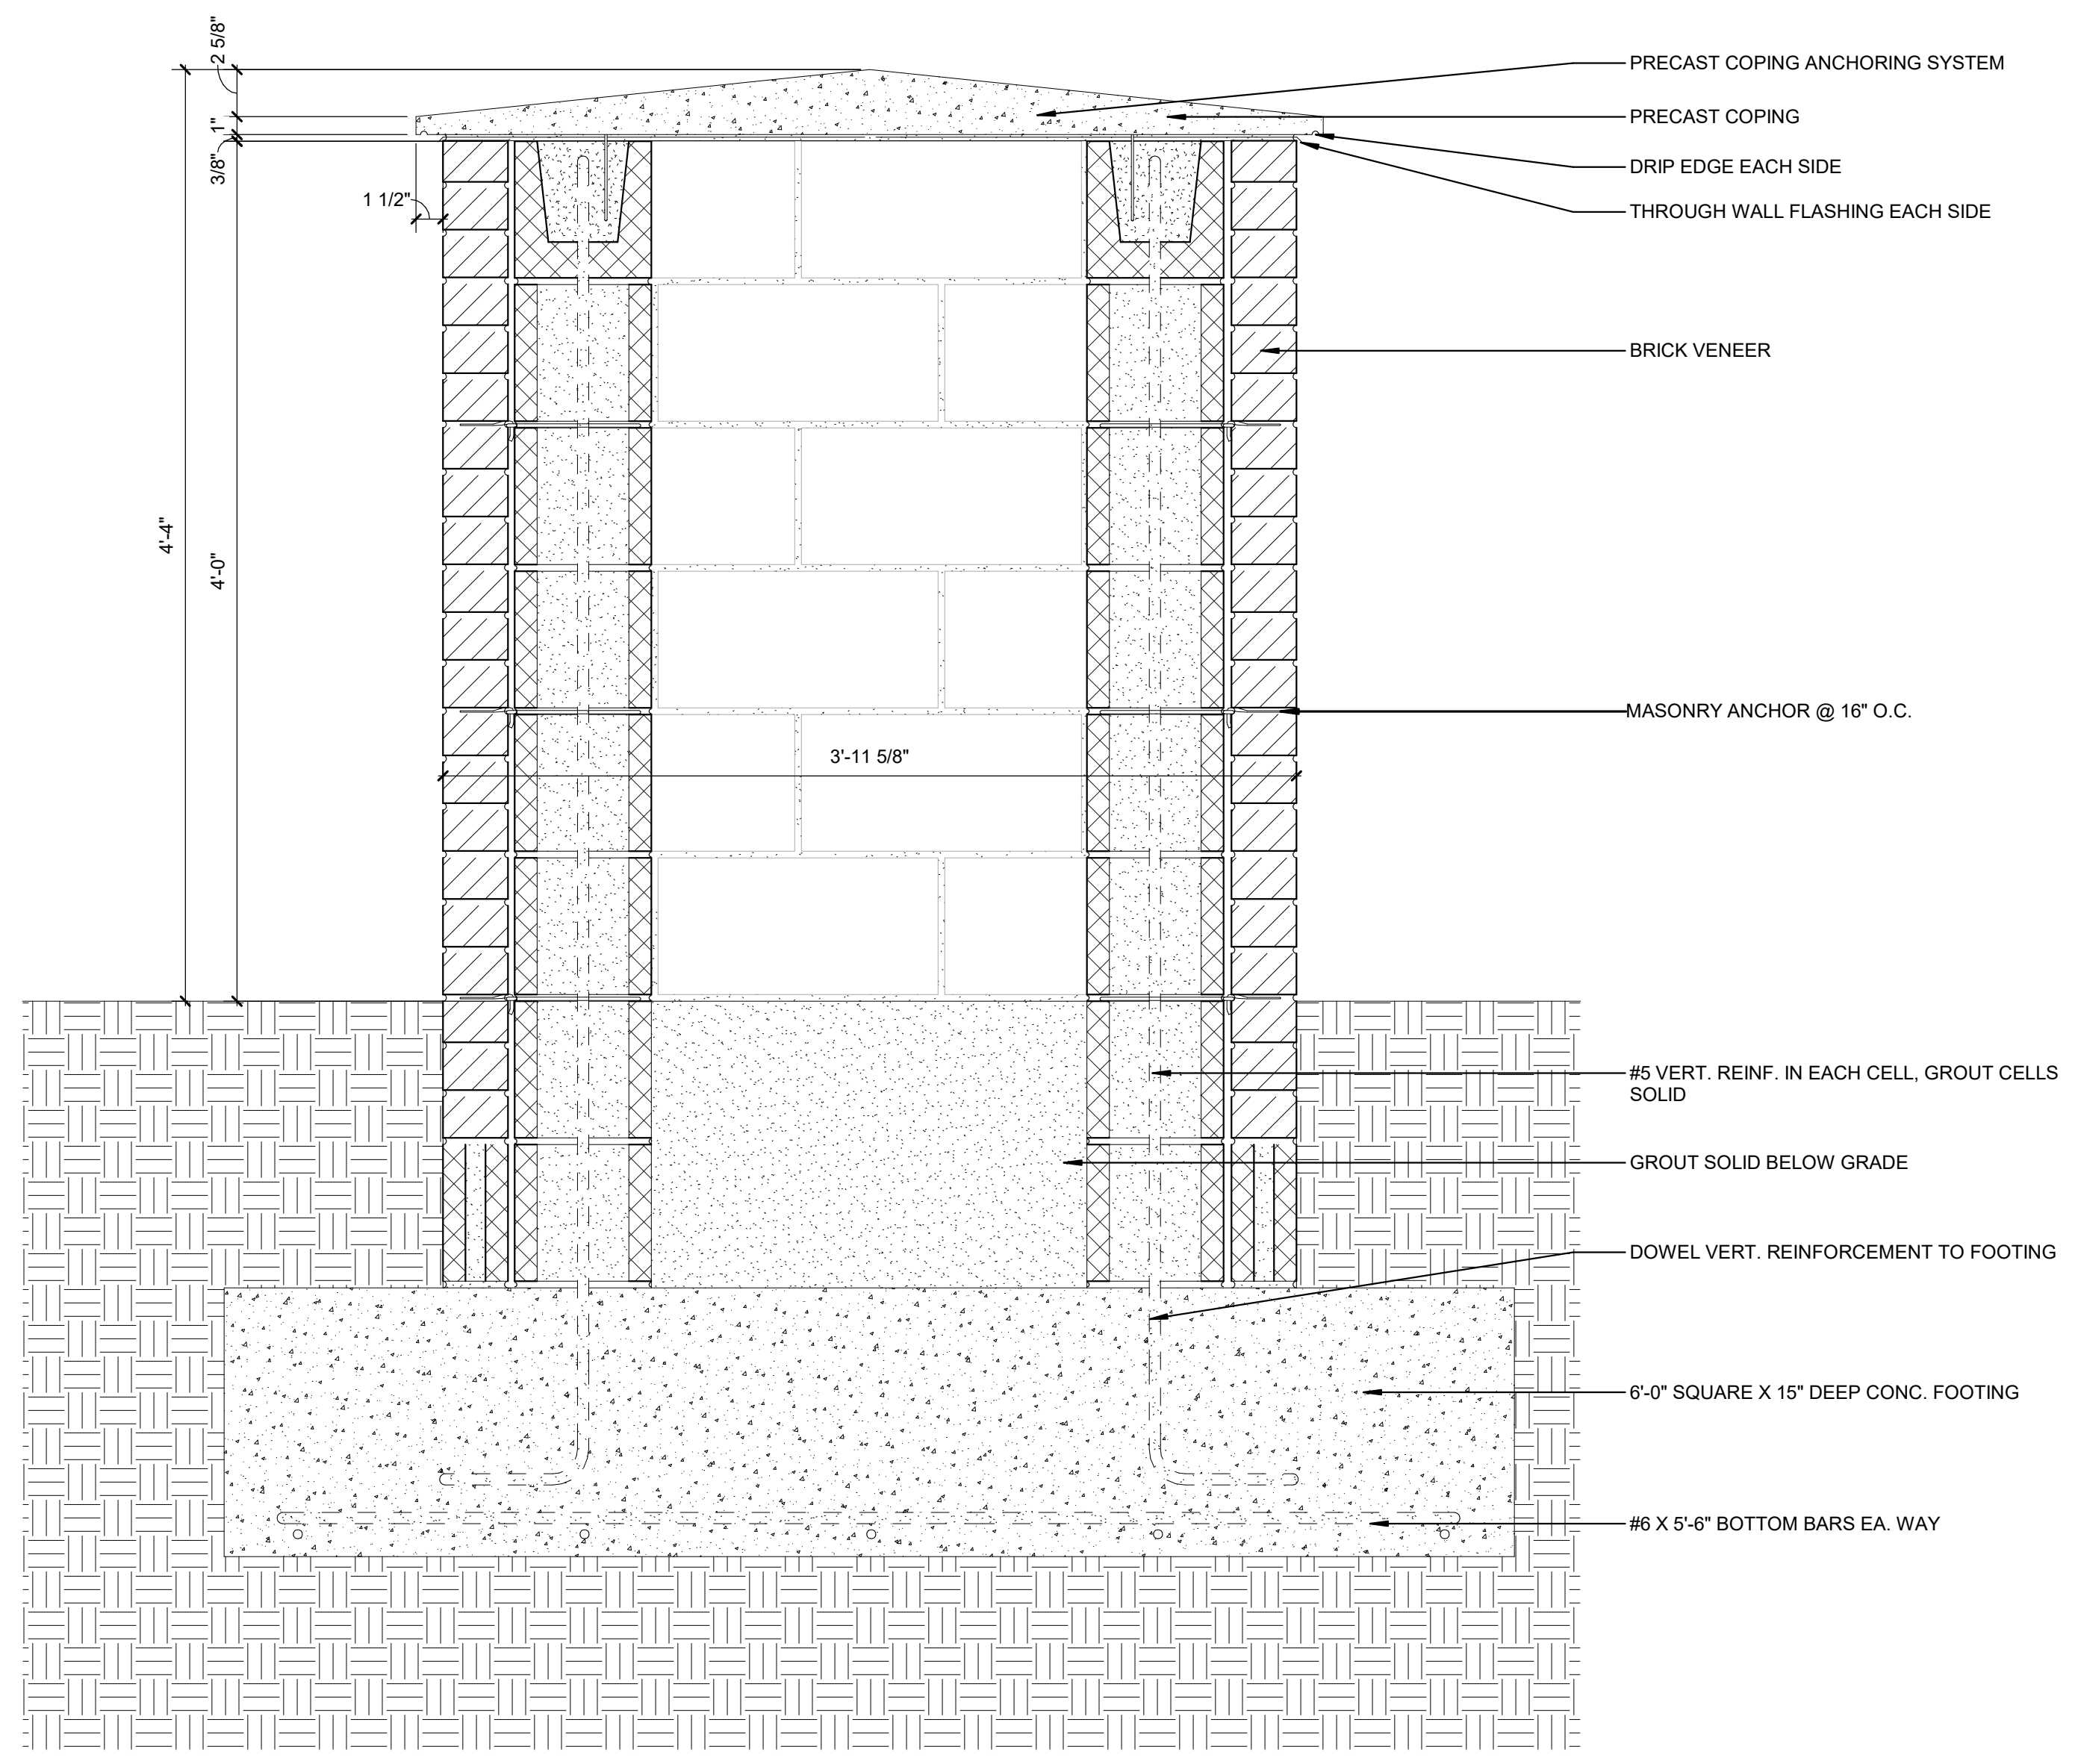 2 5/8"
PRECAST COPING ANCHORING SYSTEM
1"
PRECAST COPING
3/8"
DRIP EDGE EACH SIDE
1 1/2"
THROUGH WALL FLASHING EACH SIDE
BRICK VENEER
4'-4"
4'-0"
MASONRY ANCHOR @ 16" O.C.
3'-11 5/8"
#5 VERT. REINF. IN EACH CELL, GROUT CELLS
SOLID
GROUT SOLID BELOW GRADE
DOWEL VERT. REINFORCEMENT TO FOOTING
6'-0" SQUARE X 15" DEEP CONC. FOOTING
#6 X 5'-6" BOTTOM BARS EA. WAY